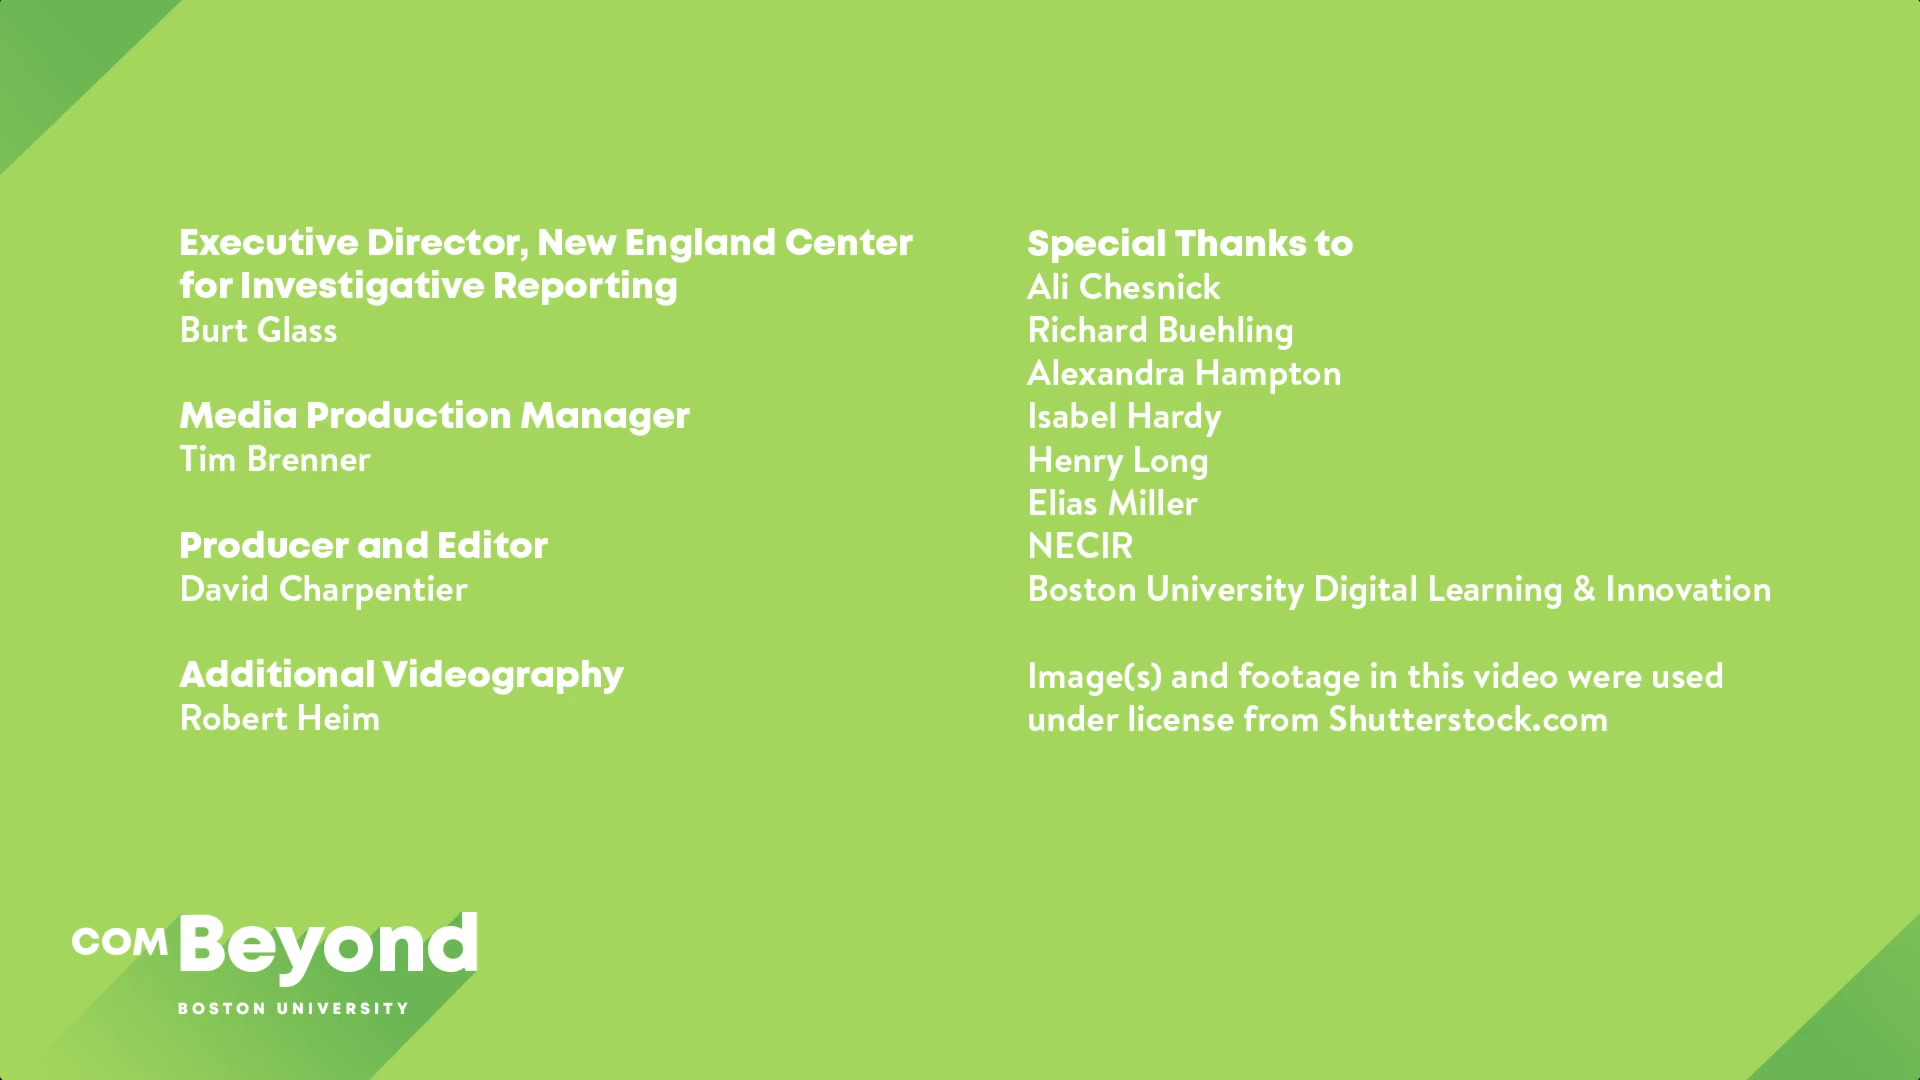 Executive Director, New England Center
for Investigative Reporting
Burt Glass
Media Production Manager
Tim Brenner
Producer and Editor
David Charpentier
Additional Videography
Robert Heim
Special Thanks to
Ali Chesnick
Richard Buehling
Alexandra Hampton
Isabel Hardy
Henry Long
Elias Miller
NECIR
Boston University Digital Learning & Innovation
Image(s) and footage in this video were used
under license from Shutterstock.com
COM Beyond
BOSTON UNIVERSITY